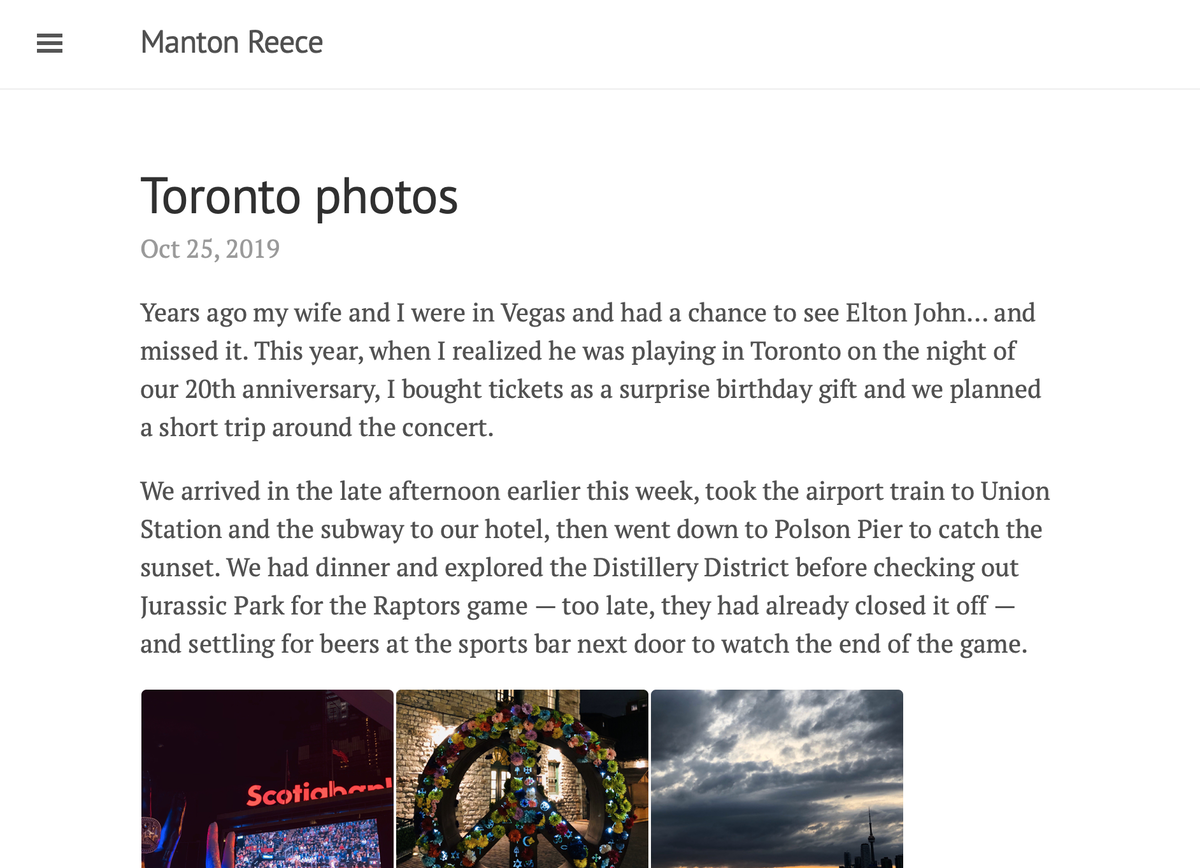 Manton Reece
Toronto photos
Oct 25, 2019
Years ago my wife and I were in Vegas and had a chance to see Elton John… and
missed it. This year, when I realized he was playing in Toronto on the night of
our 20th anniversary, I bought tickets as a surprise birthday gift and we planned
a short trip around the concert.
We arrived in the late afternoon earlier this week, took the airport train to Union
Station and the subway to our hotel, then went down to Polson Pier to catch the
sunset. We had dinner and explored the Distillery District before checking out
Jurassic Park for the Raptors game — too late, they had already closed it off —
and settling for beers at the sports bar next door to watch the end of the game.
Scotiabank